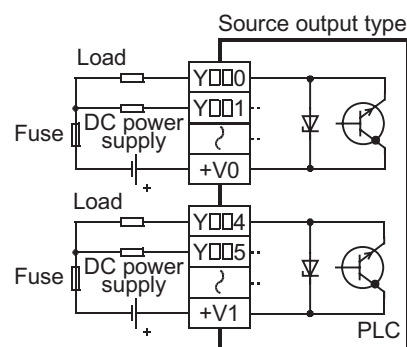 Source output type
Load
Y□□0
Y□□1
Fuse
DC power
supply
+V0
+
Load
Y□□4
Y□□5
Fuse
DC power
supply
+V1
+
PLC